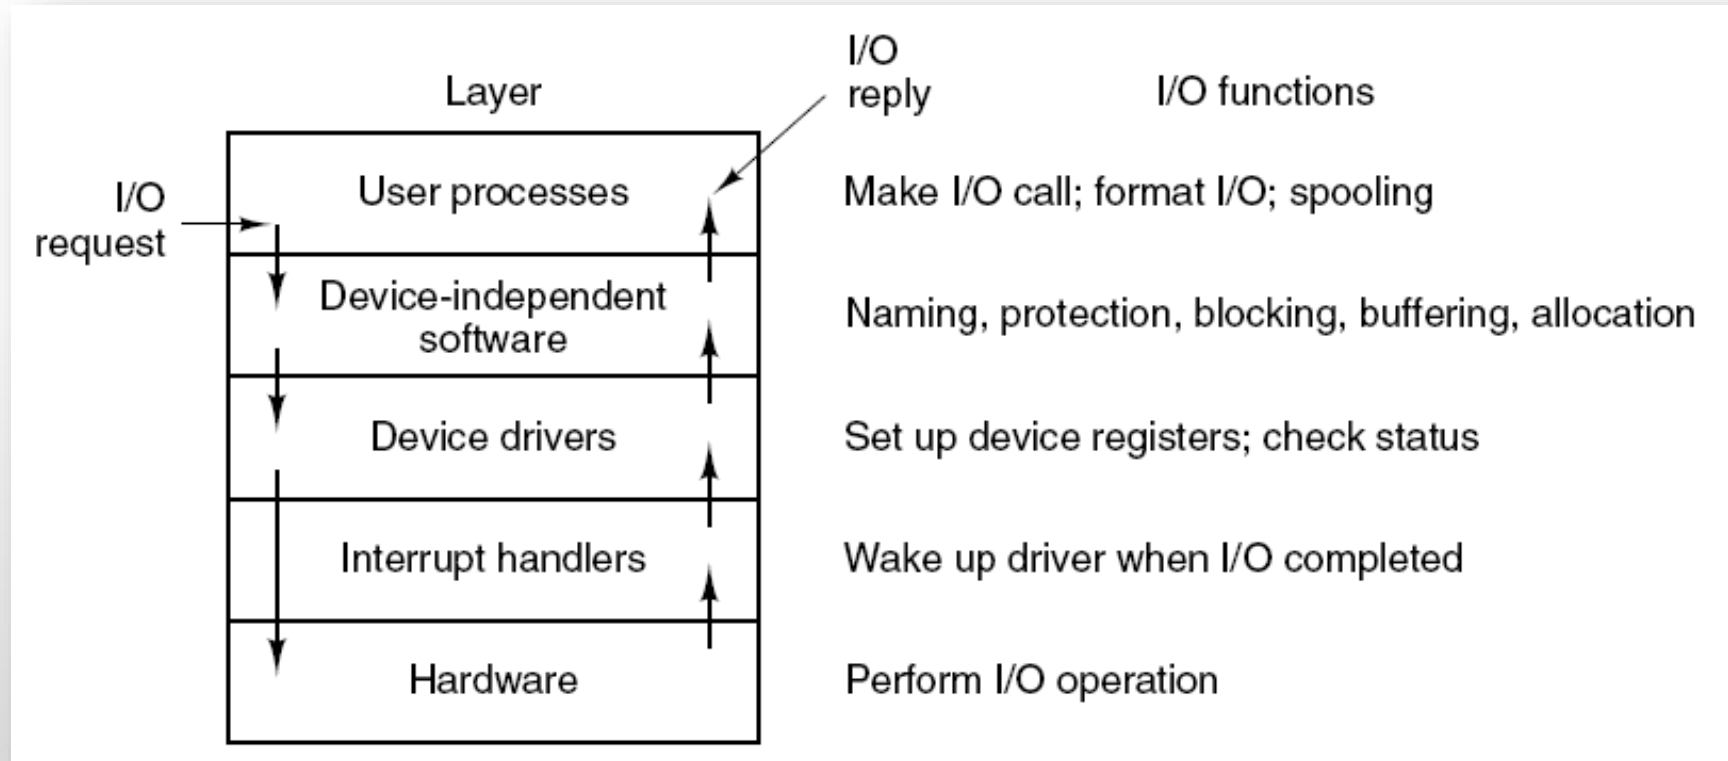 Layer
I/O
reply
I/O functions
I/O
request
User processes
Make I/O call; format I/O; spooling
Device-independent
software
Naming, protection, blocking, buffering, allocation
Device drivers
Set up device registers; check status
Interrupt handlers
Wake up driver when I/O completed
Hardware
Perform I/O operation